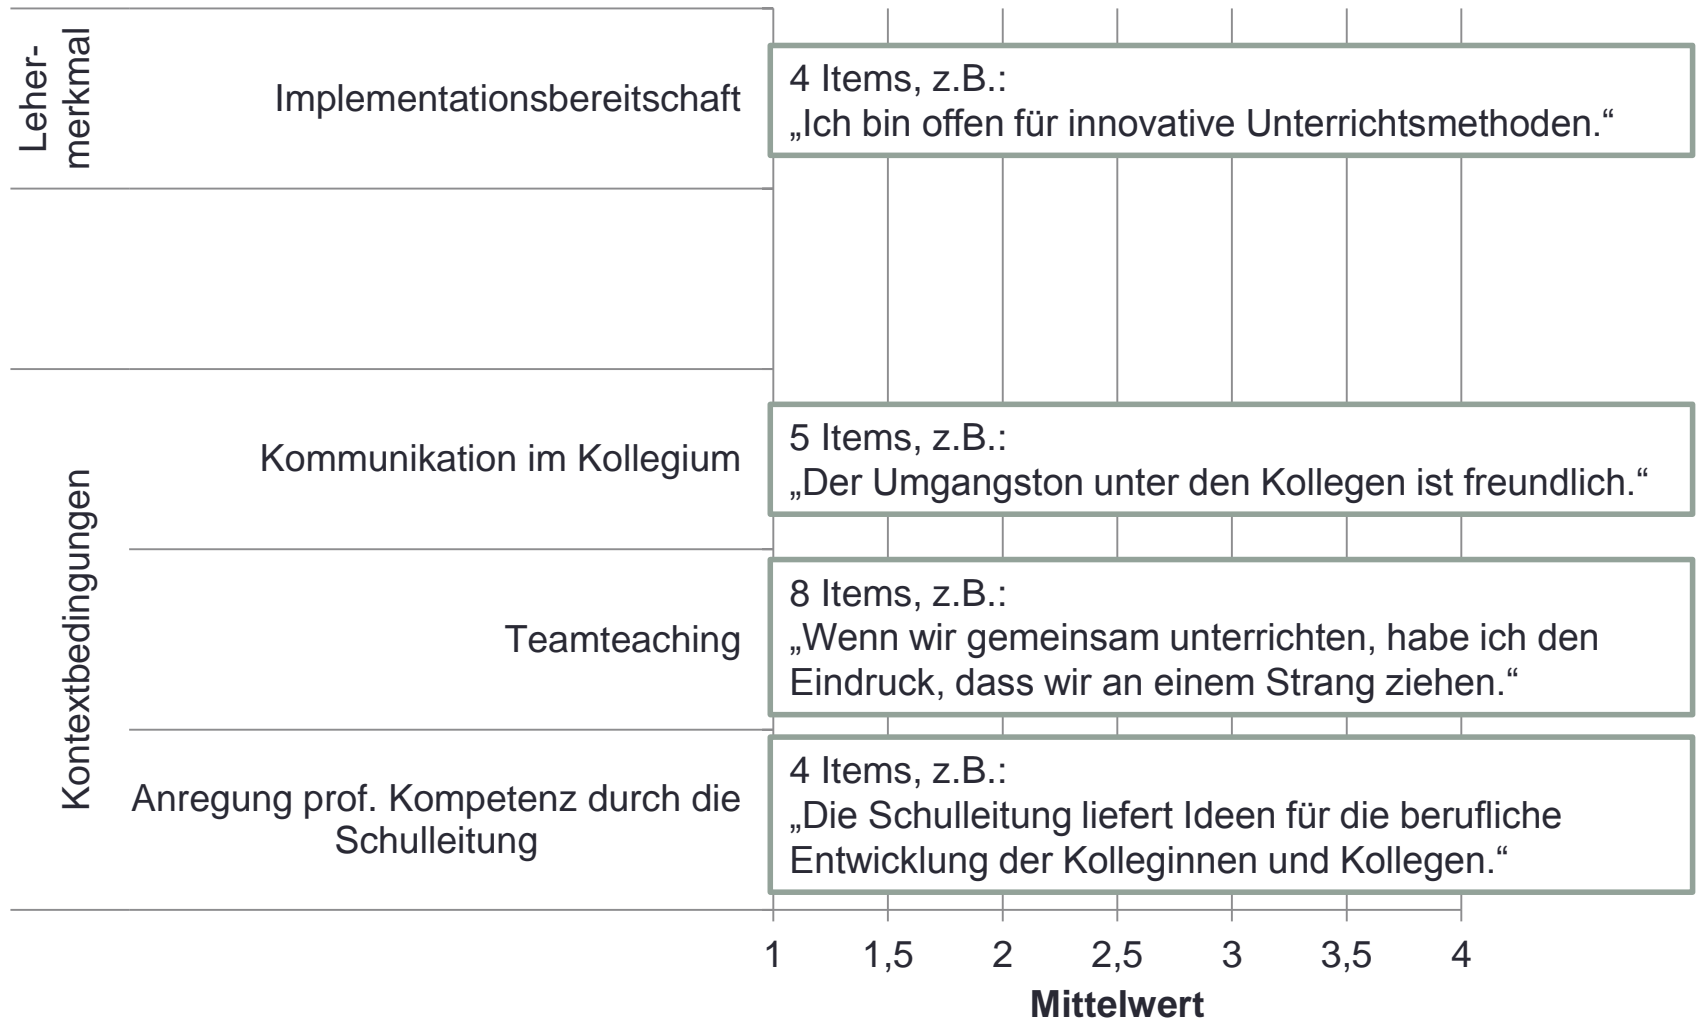 Leher-
merkmal
Implementationsbereitschaft
4 Items, z.B.:
„Ich bin offen für innovative Unterrichtsmethoden.“
Kontextbedingungen
Kommunikation im Kollegium
5 Items, z.B.:
„Der Umgangston unter den Kollegen ist freundlich.“
Teamteaching
8 Items, z.B.:
„Wenn wir gemeinsam unterrichten, habe ich den
Eindruck, dass wir an einem Strang ziehen.“
Anregung prof. Kompetenz durch die
Schulleitung
4 Items, z.B.:
„Die Schulleitung liefert Ideen für die berufliche
Entwicklung der Kolleginnen und Kollegen.“
1 1,5 2 2,5 3 3,5 4
Mittelwert